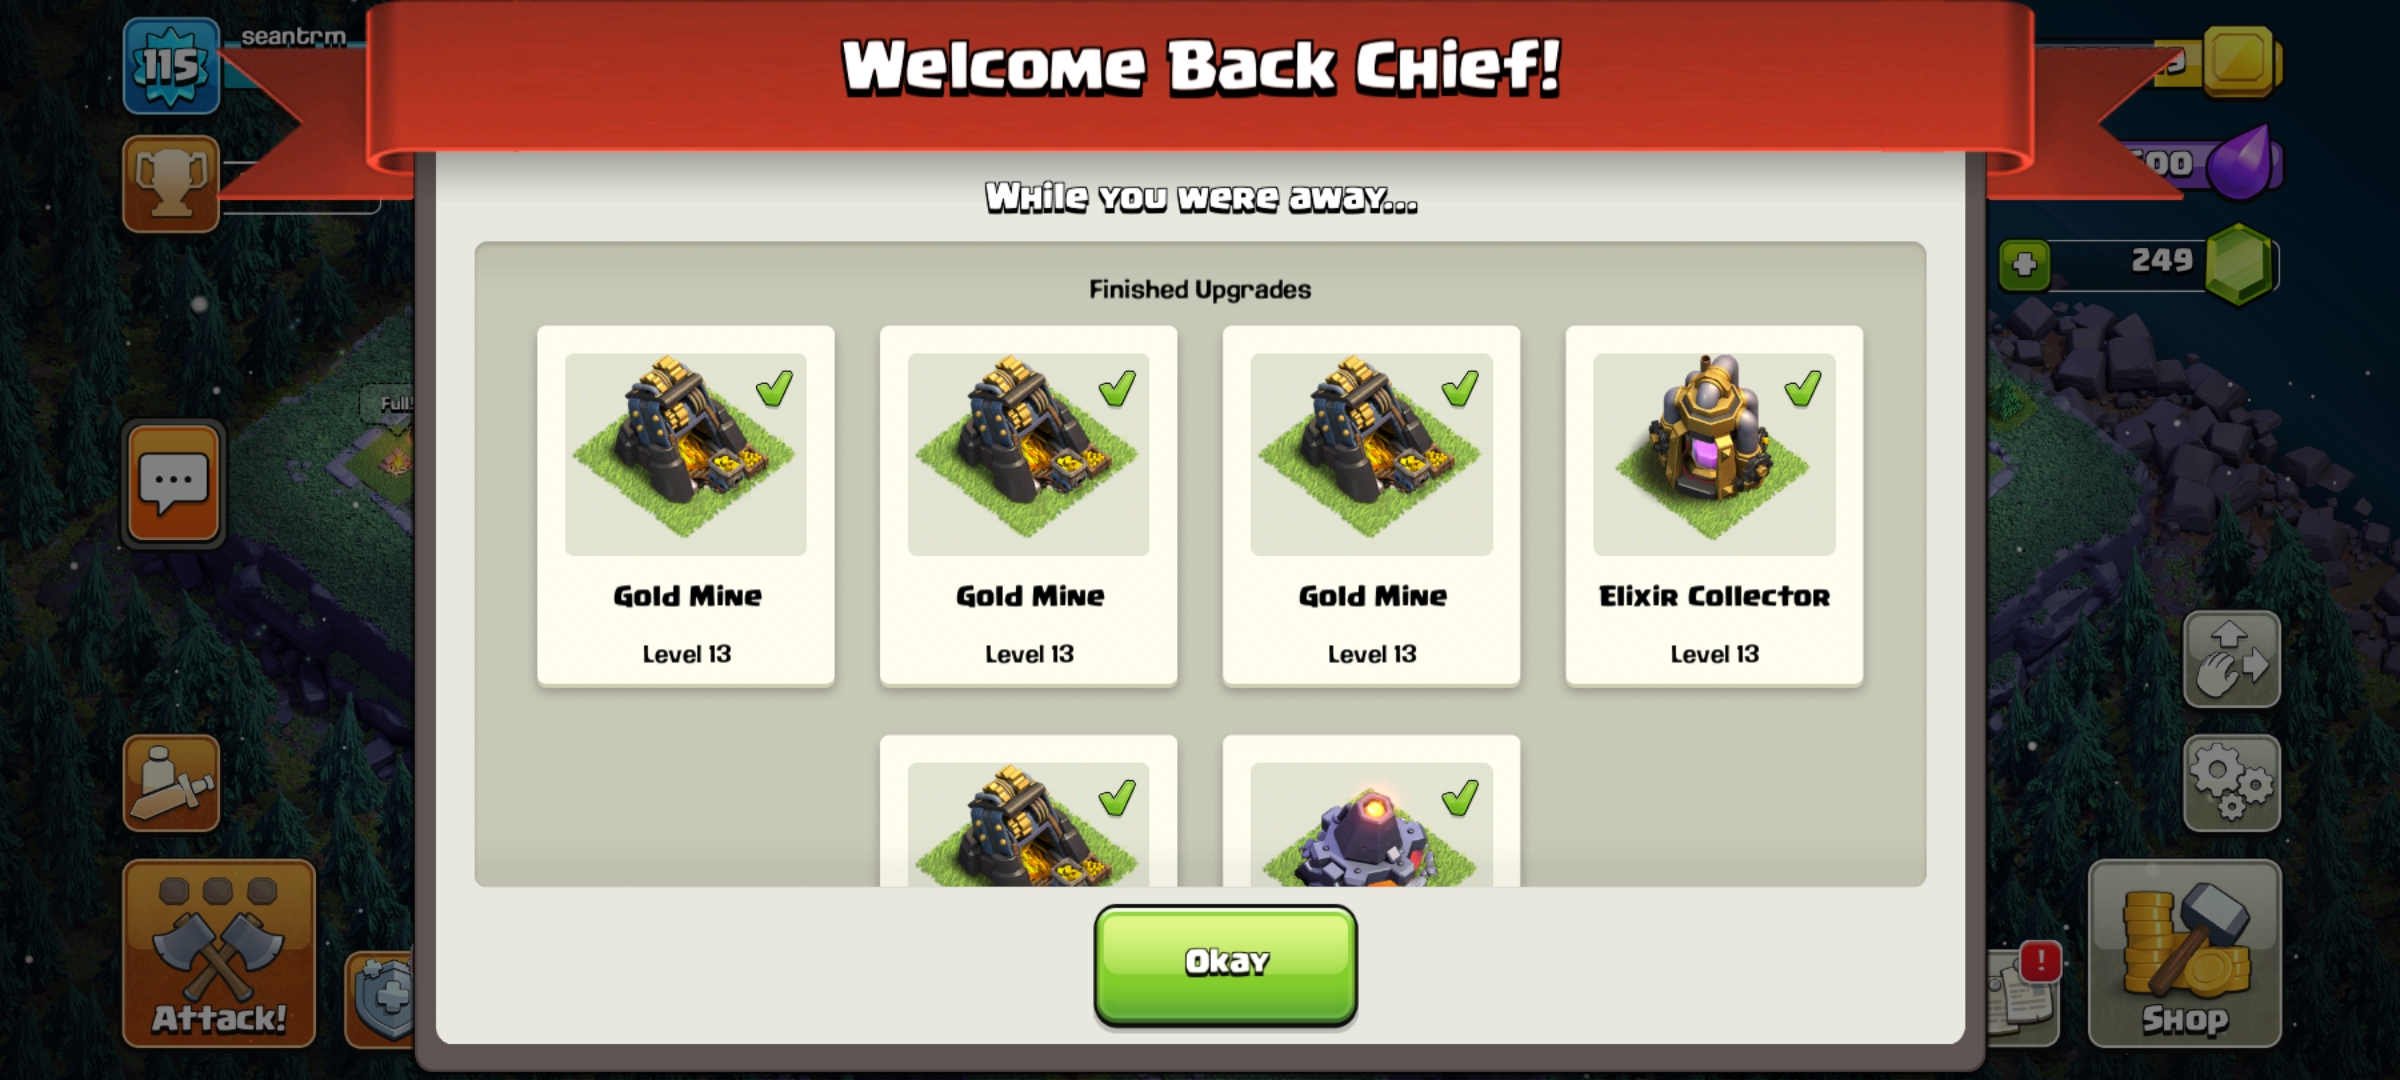 115
seantrm
Welcome Back Chief!
While you were away...
249
Finished Upgrades
Full!
Gold Mine
Level 13
Gold Mine
Level 13
Gold Mine
Level 13
Elixir Collector
Level 13
Okay
!
Attack!
Shop